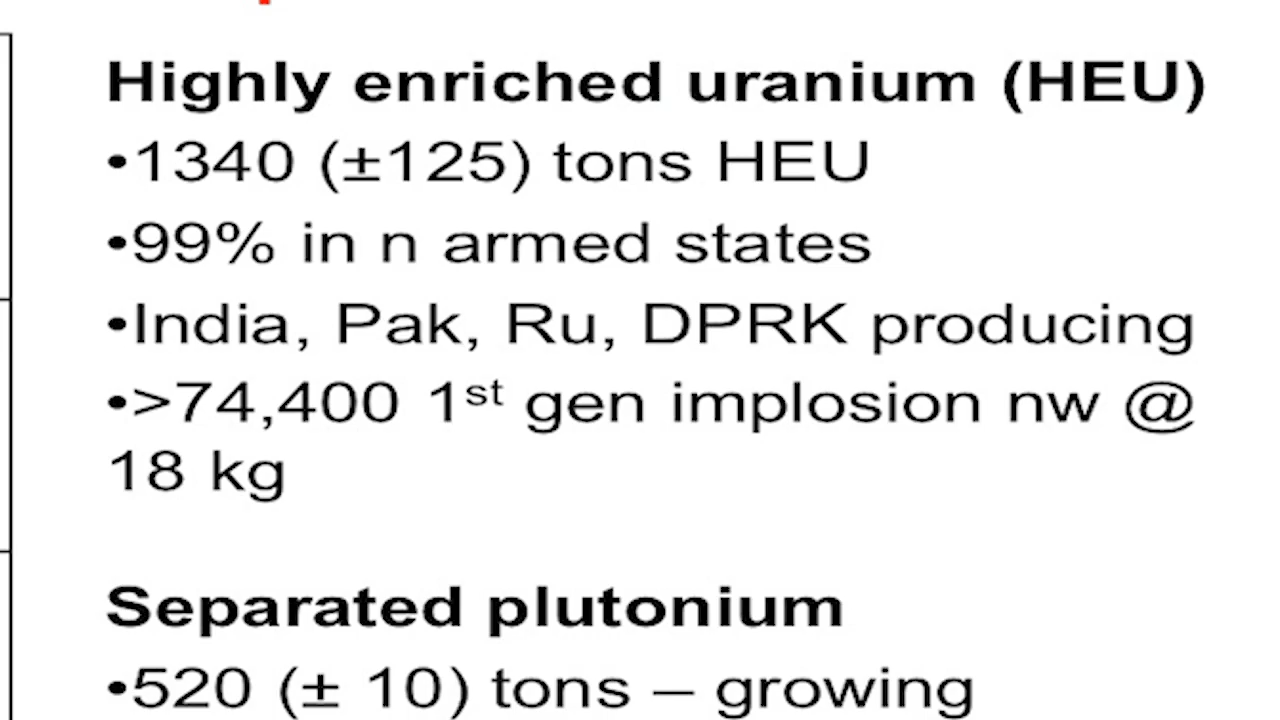 Highly enriched uranium (HEU)
•1340 (±125) tons HEU
•99% in n armed states
•India, Pak, Ru, DPRK producing
•>74,400 1st gen implosion nw @
18 kg
Separated plutonium
•520 (± 10) tons – growing